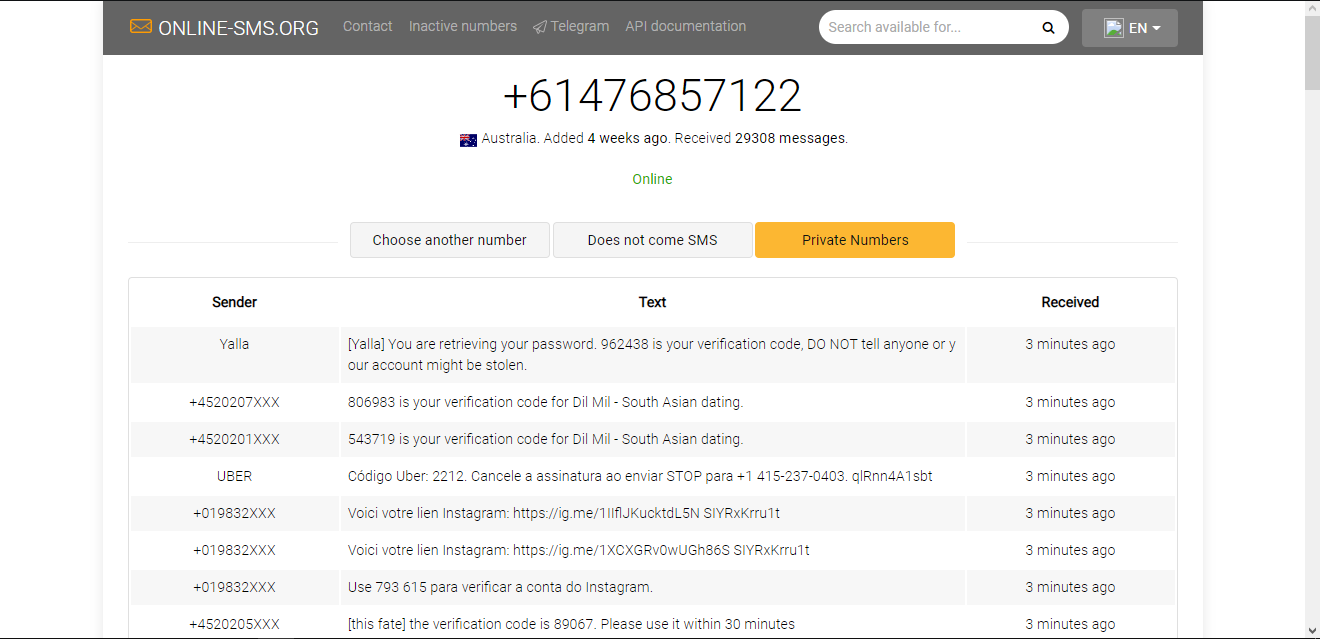 ONLINE-SMS.ORG Contact Inactive numbers Telegram API documentation Search available for... EN
+61476857122
Australia. Added 4 weeks ago. Received 29308 messages.
Online
Choose another number Does not come SMS Private Numbers
Sender Text Received
Yalla [Yalla] You are retrieving your password. 962438 is your verification code, DO NOT tell anyone or y 3 minutes ago
our account might be stolen.
+4520207XXX 806983 is your verification code for Dil Mil - South Asian dating. 3 minutes ago
+4520201XXX 543719 is your verification code for Dil Mil - South Asian dating. 3 minutes ago
UBER Código Uber: 2212. Cancele a assinatura ao enviar STOP para +1 415-237-0403. qlRnn4A1sbt 3 minutes ago
+019832XXX Voici votre lien Instagram: https://ig.me/1IIflJKucktdL5N SIYRxKrru1t 3 minutes ago
+019832XXX Voici votre lien Instagram: https://ig.me/1XCXGRv0wUGh86S SIYRxKrru1t 3 minutes ago
+019832XXX Use 793 615 para verificar a conta do Instagram. 3 minutes ago
+4520205XXX [this fate] the verification code is 89067. Please use it within 30 minutes 3 minutes ago